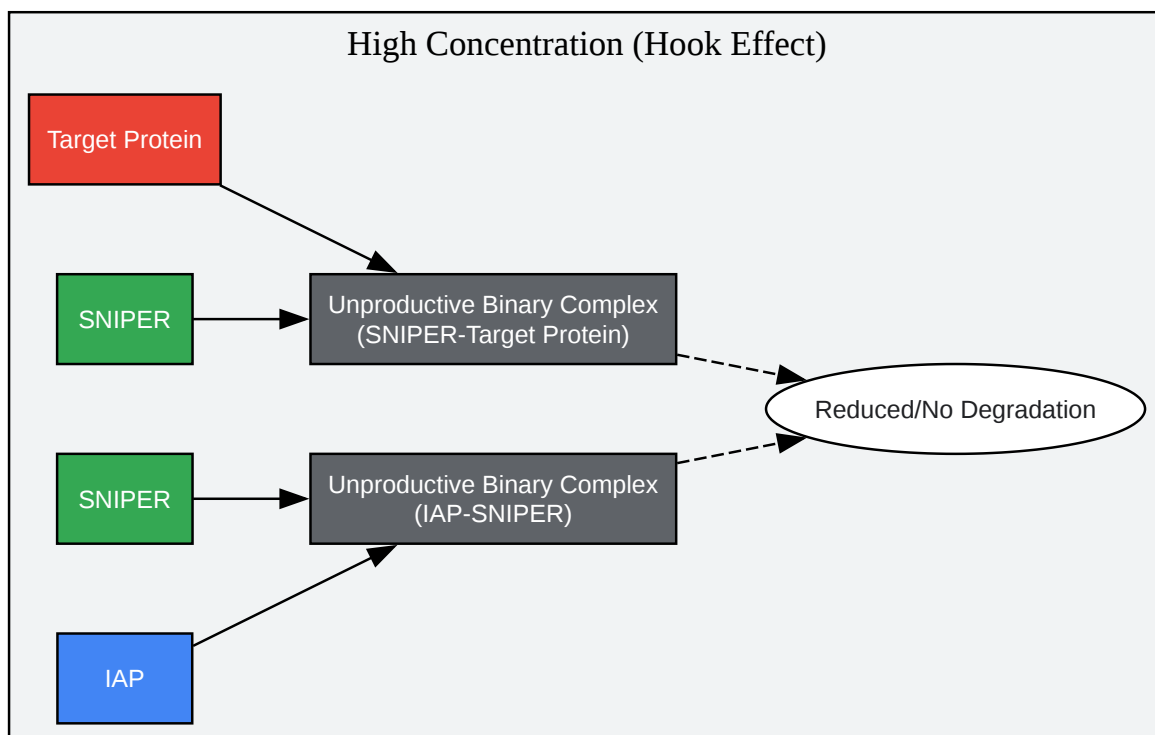 High Concentration (Hook Effect)
Target Protein
SNIPER
Unproductive Binary Complex
(SNIPER-Target Protein)
Reduced/No Degradation
SNIPER
Unproductive Binary Complex
(IAP-SNIPER)
IAP